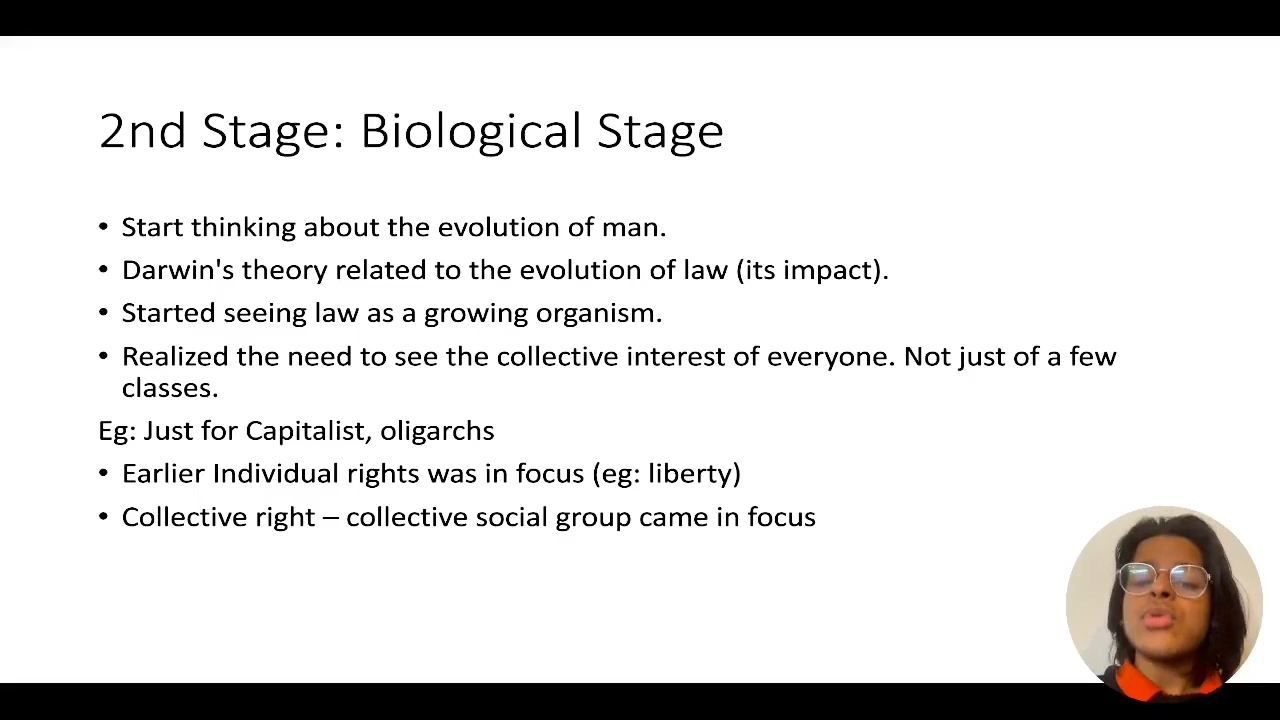 2nd Stage: Biological Stage
• Start thinking about the evolution of man.
• Darwin's theory related to the evolution of law (its impact).
• Started seeing law as a growing organism.
• Realized the need to see the collective interest of everyone. Not just of a few
classes.
Eg: Just for Capitalist, oligarchs
• Earlier Individual rights was in focus (eg: liberty)
• Collective right – collective social group came in focus